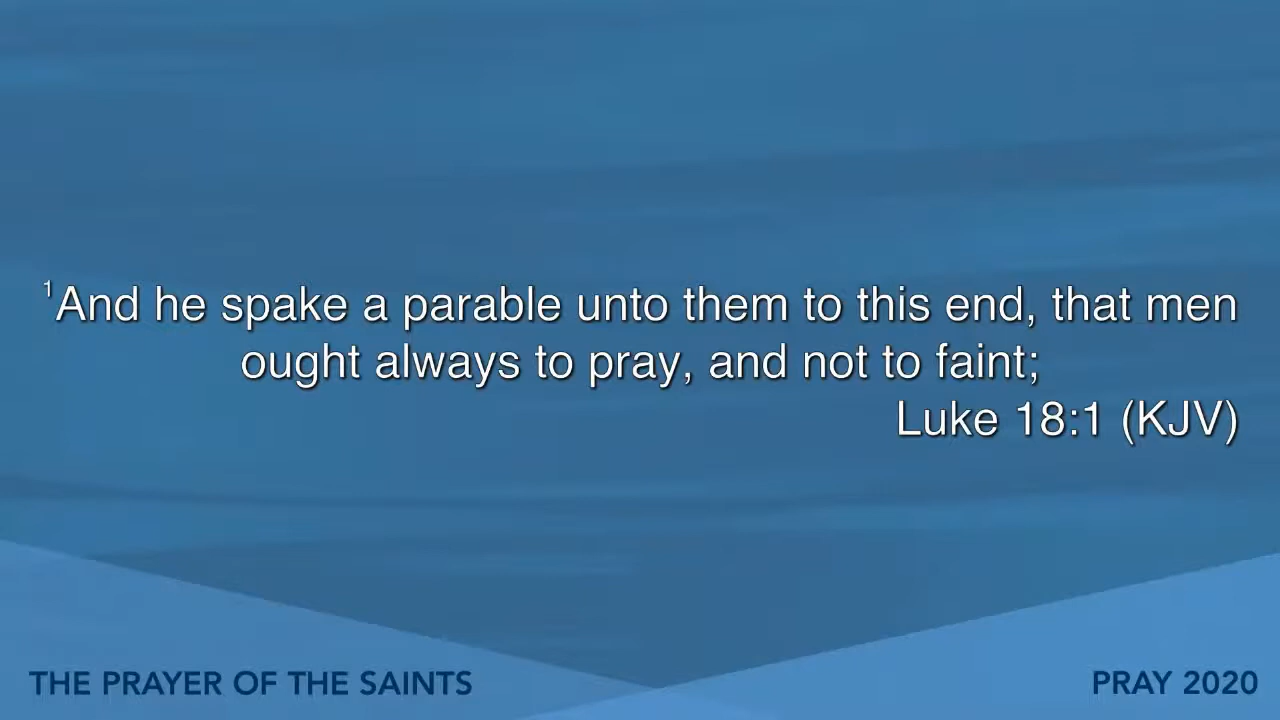 ¹And he spake a parable unto them to this end, that men
ought always to pray, and not to faint;
Luke 18:1 (KJV)
THE PRAYER OF THE SAINTS
PRAY 2020